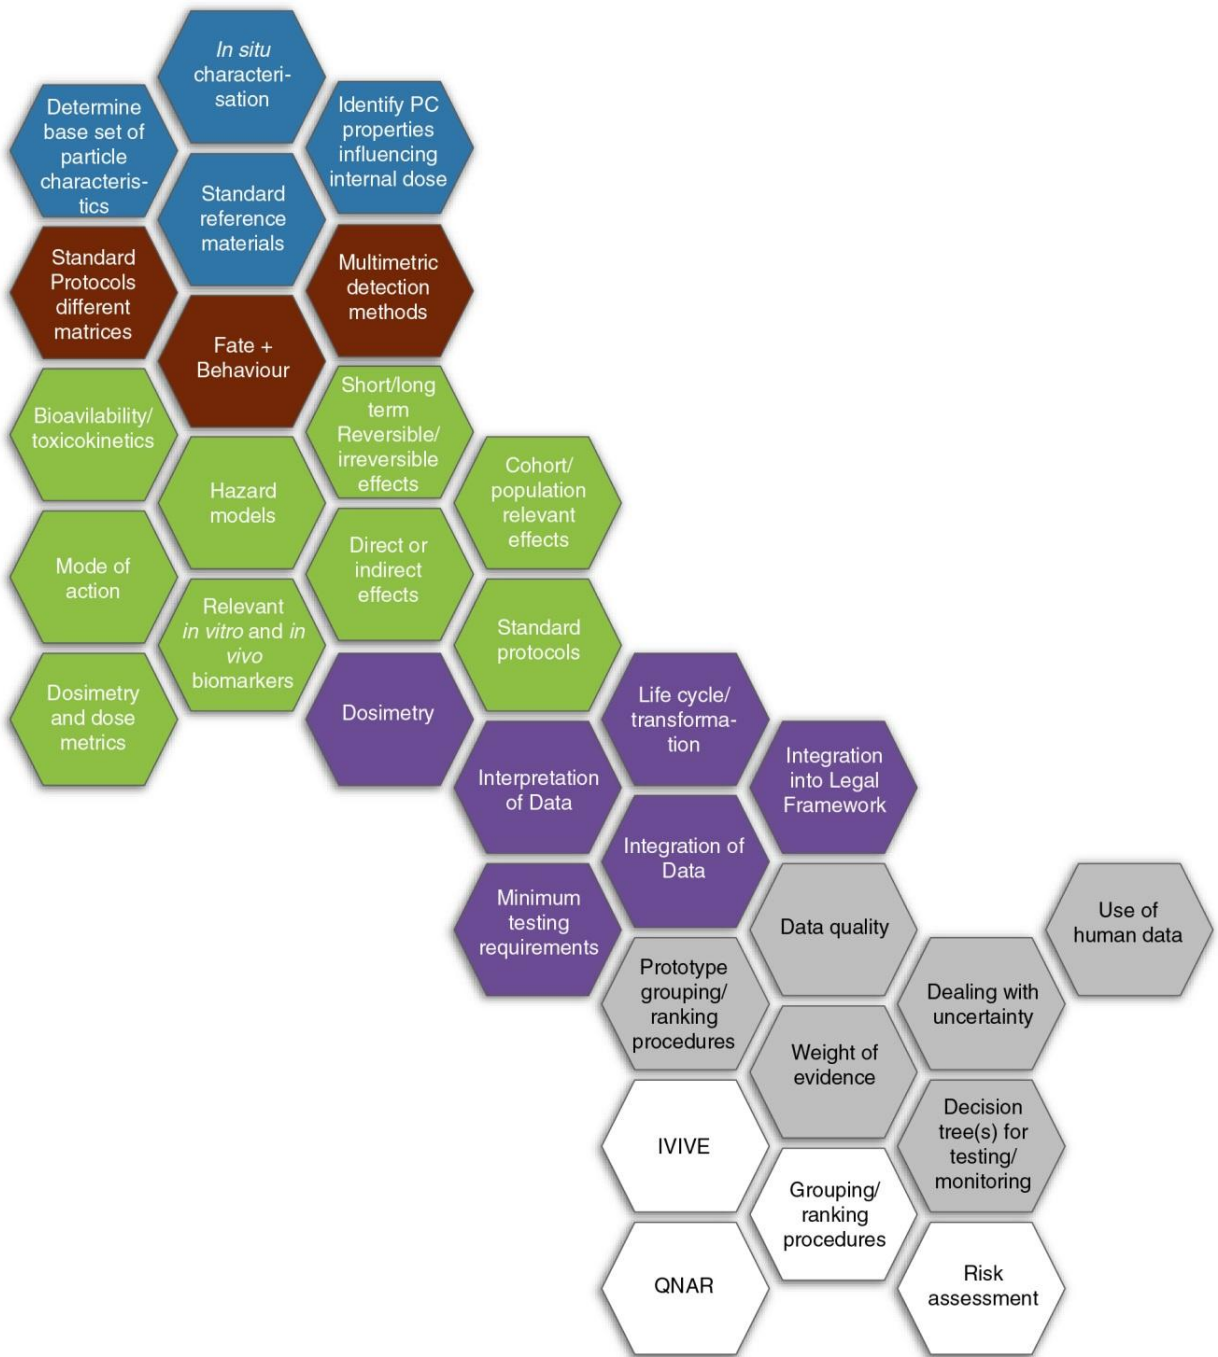 In situ
characteri-
sation
Determine
base set of
particle
characteris-
tics
Identify PC
properties
influencing
internal dose
Standard
reference
materials
Standard
Protocols
different
matrices
Multimetric
detection
methods
Fate +
Behaviour
Bioavilability/
toxicokinetics
Short/long
term
Reversible/
irreversible
effects
Hazard
models
Cohort/
population
relevant
effects
Mode of
action
Direct or
indirect
effects
Relevant
in vitro and in
vivo
biomarkers
Standard
protocols
Dosimetry
and dose
metrics
Dosimetry
Life cycle/
transforma-
tion
Interpretation
of Data
Integration
into Legal
Framework
Integration of
Data
Minimum
testing
requirements
Data quality
Use of
human data
Prototype
grouping/
ranking
procedures
Dealing with
uncertainty
Weight of
evidence
IVIVE
Decision
tree(s) for
testing/
monitoring
Grouping/
ranking
procedures
QNAR
Risk
assessment